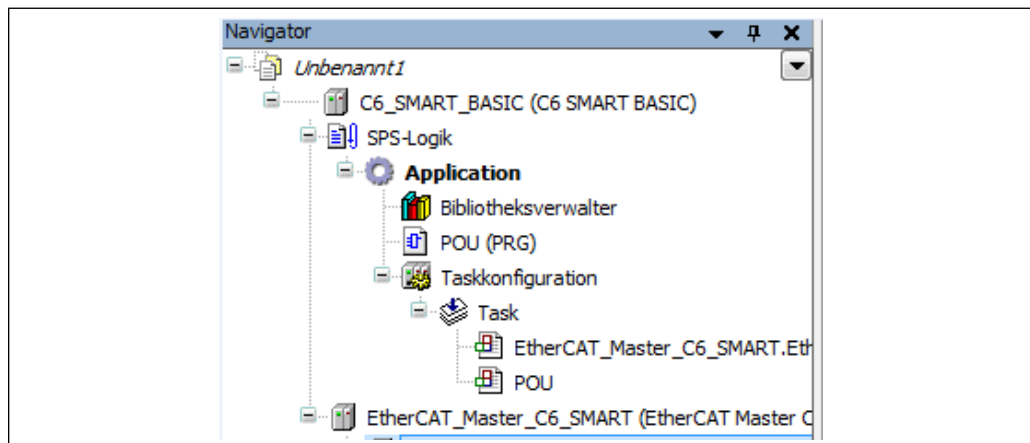 Navigator
Unbenannt1
C6_SMART_BASIC (C6 SMART BASIC)
SPS-Logik
Application
Bibliotheksverwalter
POU (PRG)
Taskkonfiguration
Task
EtherCAT_Master_C6_SMART.Eth
POU
EtherCAT_Master_C6_SMART (EtherCAT Master C